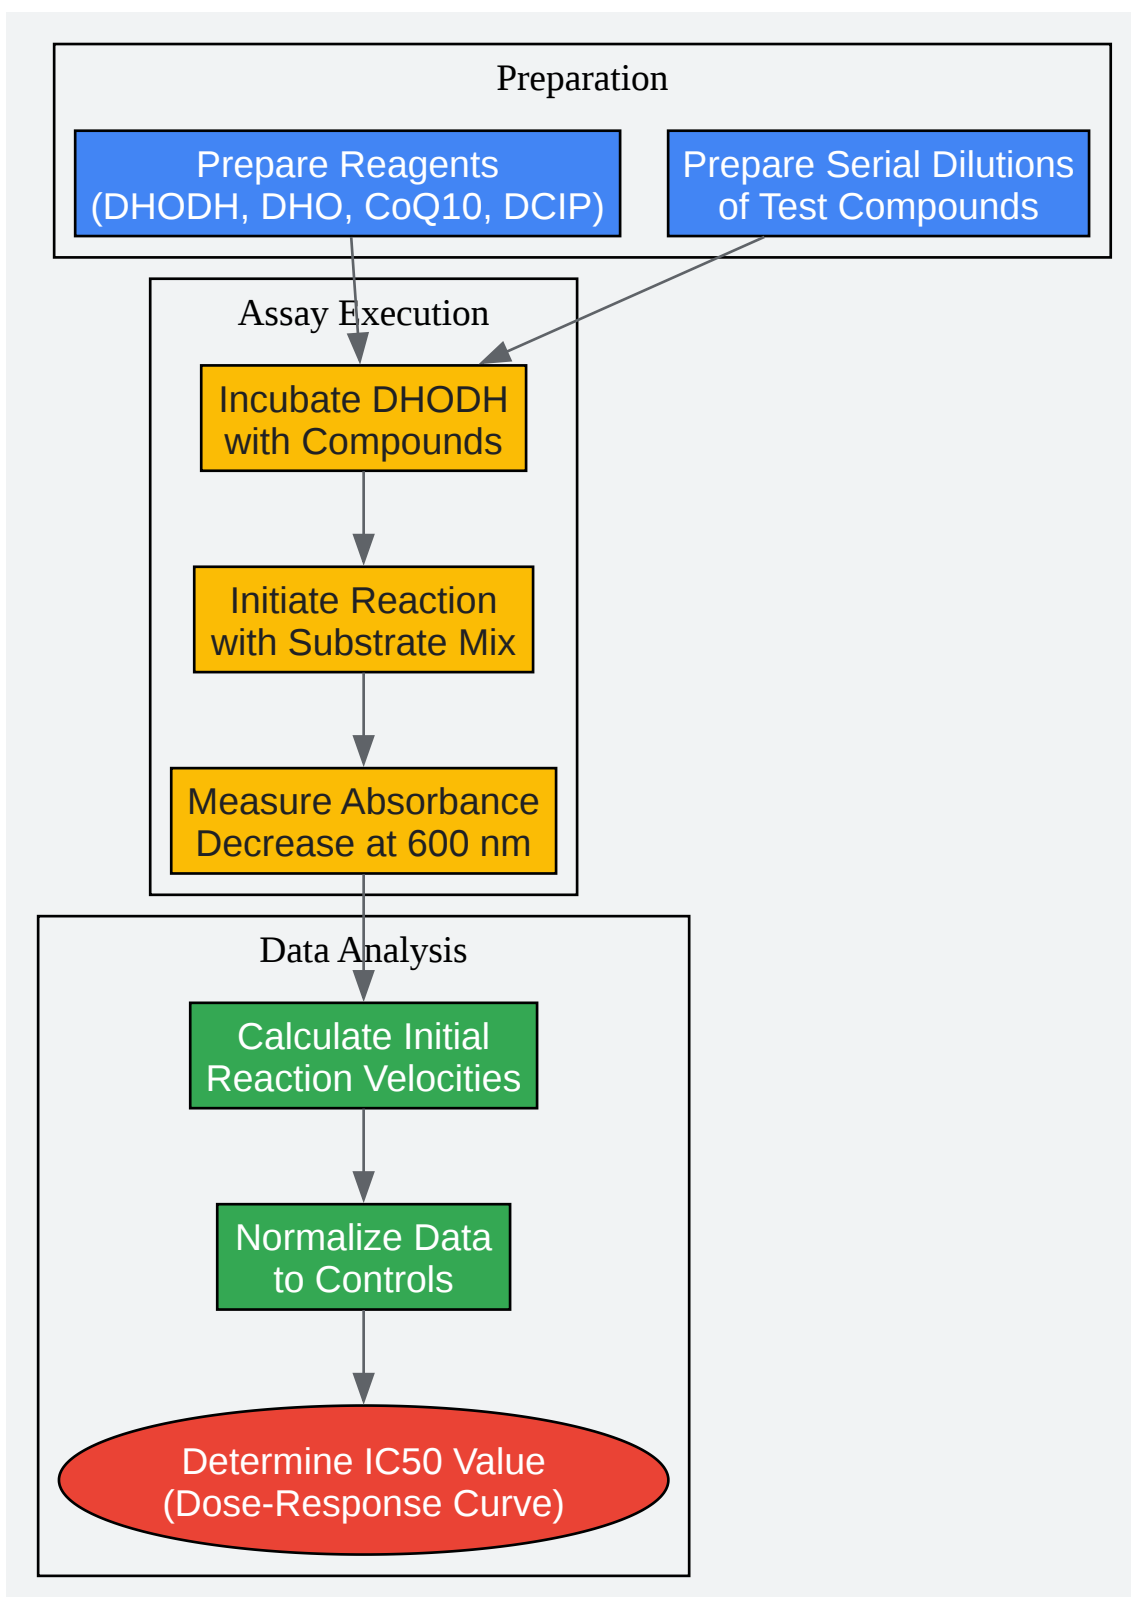 Preparation
Prepare Reagents
(DHODH, DHO, CoQ10, DCIP)
Prepare Serial Dilutions
of Test Compounds
Assay Execution
Incubate DHODH
with Compounds
Initiate Reaction
with Substrate Mix
Measure Absorbance
Decrease at 600 nm
Data Analysis
Calculate Initial
Reaction Velocities
Normalize Data
to Controls
Determine IC50 Value
(Dose-Response Curve)